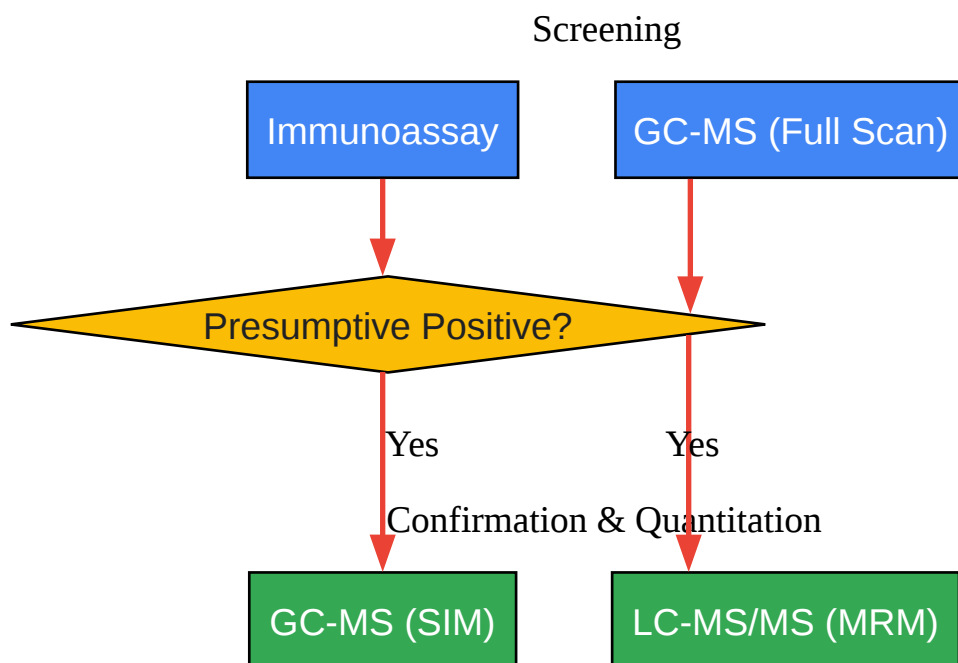 Screening
Immunoassay
GC-MS (Full Scan)
Presumptive Positive?
Yes
Yes
Confirmation & Quantitation
GC-MS (SIM)
LC-MS/MS (MRM)